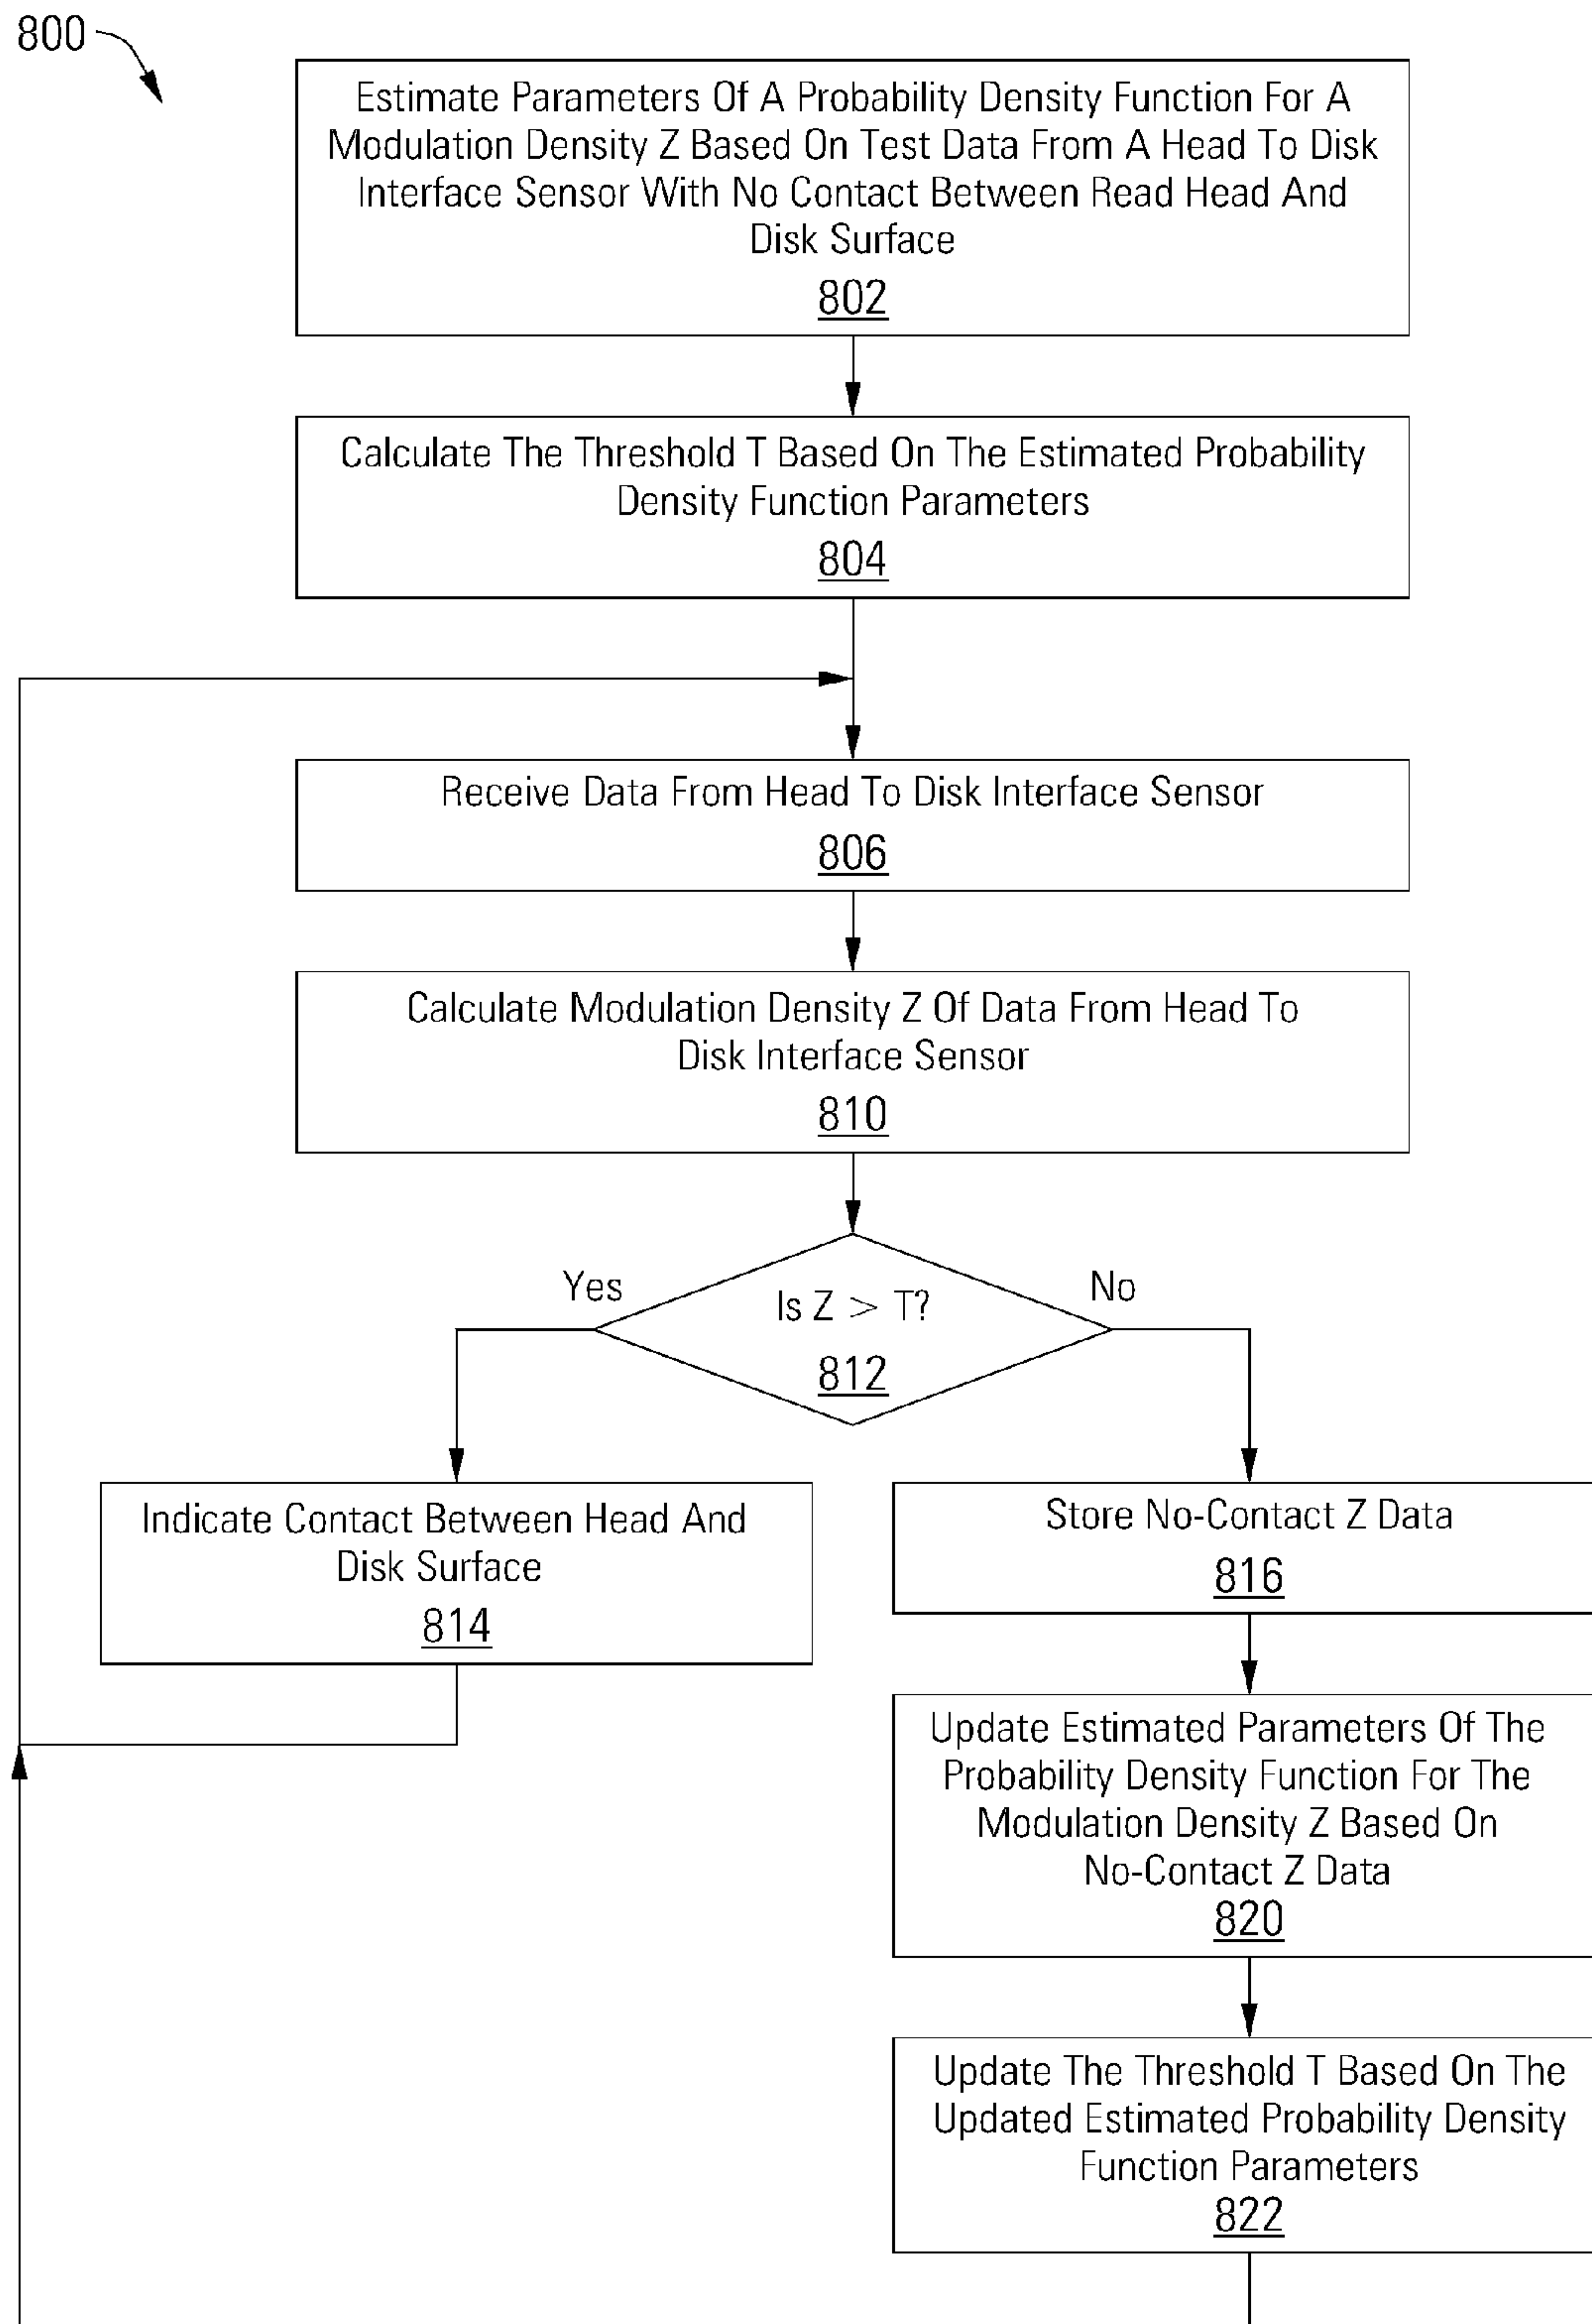 800
Estimate Parameters Of A Probability Density Function For A
Modulation Density Z Based On Test Data From A Head To Disk
Interface Sensor With No Contact Between Read Head And
Disk Surface
802
Calculate The Threshold T Based On The Estimated Probability
Density Function Parameters
804
Receive Data From Head To Disk Interface Sensor
806
Calculate Modulation Density Z Of Data From Head To
Disk Interface Sensor
810
Yes
Is Z > T?
No
812
Indicate Contact Between Head And
Disk Surface
814
Store No-Contact Z Data
816
Update Estimated Parameters Of The
Probability Density Function For The
Modulation Density Z Based On
No-Contact Z Data
820
Update The Threshold T Based On The
Updated Estimated Probability Density
Function Parameters
822